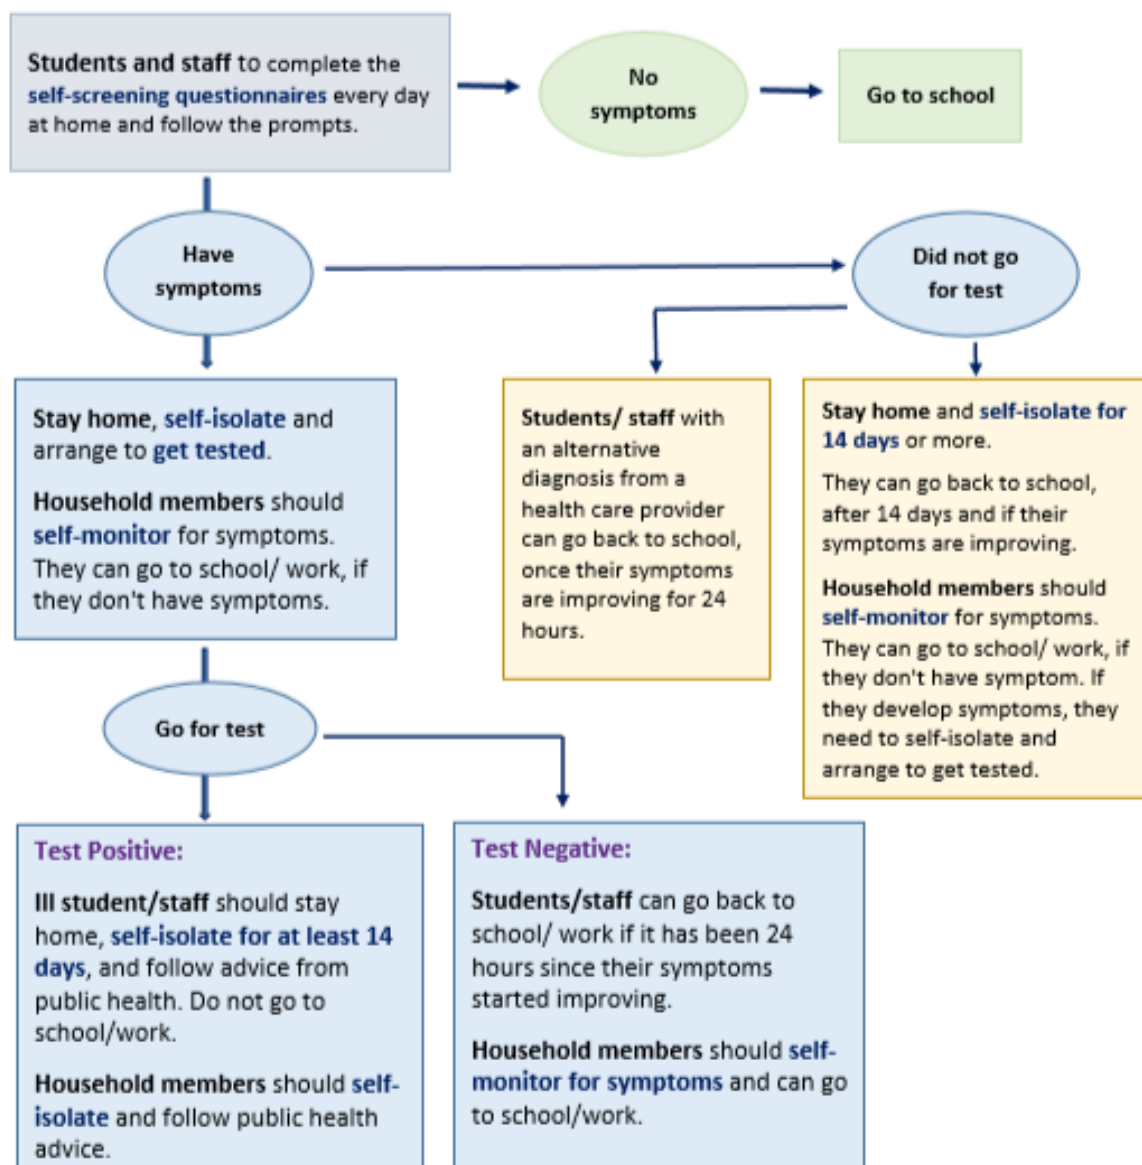 Students and staff to complete the
self-screening questionnaires every day
at home and follow the prompts.
No
symptoms
Go to school
Have
symptoms
Did not go
for test
Stay home, self-isolate and
arrange to get tested.
Household members should
self-monitor for symptoms.
They can go to school/ work, if
they don't have symptoms.
Students/ staff with
an alternative
diagnosis from a
health care provider
can go back to school,
once their symptoms
are improving for 24
hours.
Stay home and self-isolate for
14 days or more.
They can go back to school,
after 14 days and if their
symptoms are improving.
Household members should
self-monitor for symptoms.
They can go to school/ work, if
they don't have symptom. If
they develop symptoms, they
need to self-isolate and
arrange to get tested.
Go for test
Test Positive:
Ill student/staff should stay
home, self-isolate for at least 14
days, and follow advice from
public health. Do not go to
school/work.
Household members should self-
isolate and follow public health
advice.
Test Negative:
Students/staff can go back to
school/ work if it has been 24
hours since their symptoms
started improving.
Household members should self-
monitor for symptoms and can go
to school/work.